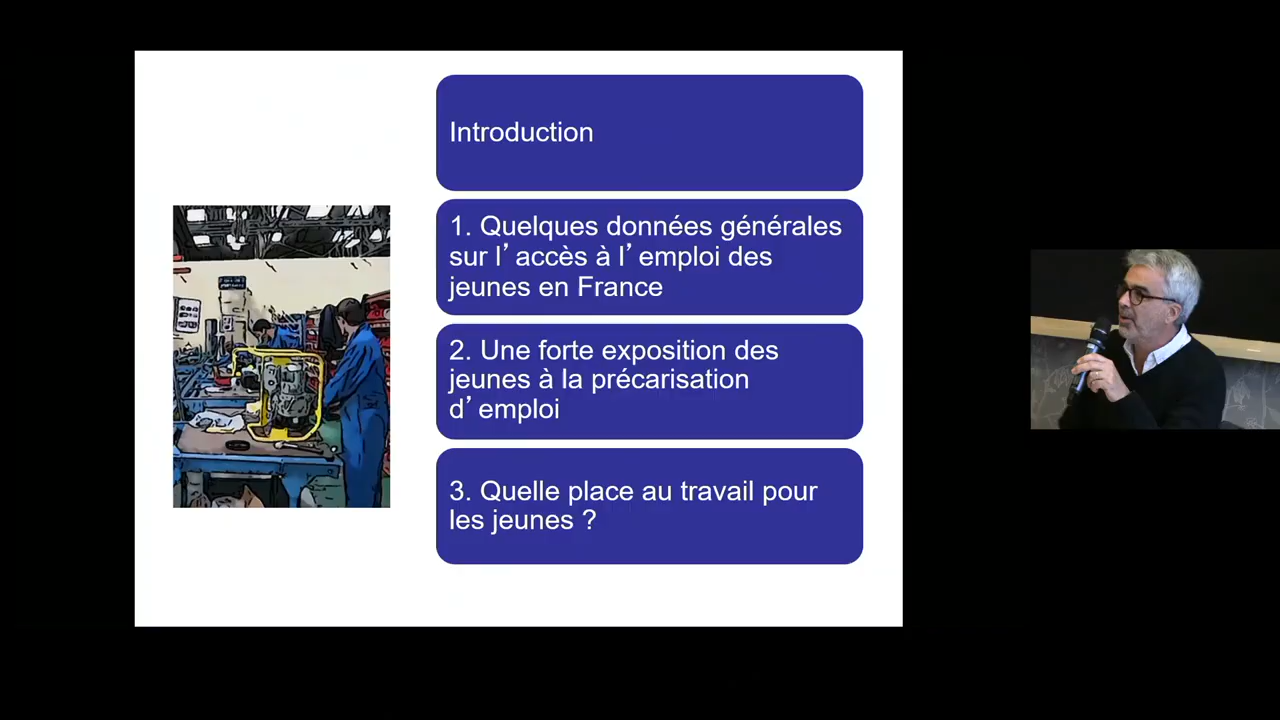 Introduction
1. Quelques données générales
sur l’accès à l’emploi des
jeunes en France
2. Une forte exposition des
jeunes à la précarisation
d’emploi
3. Quelle place au travail pour
les jeunes ?